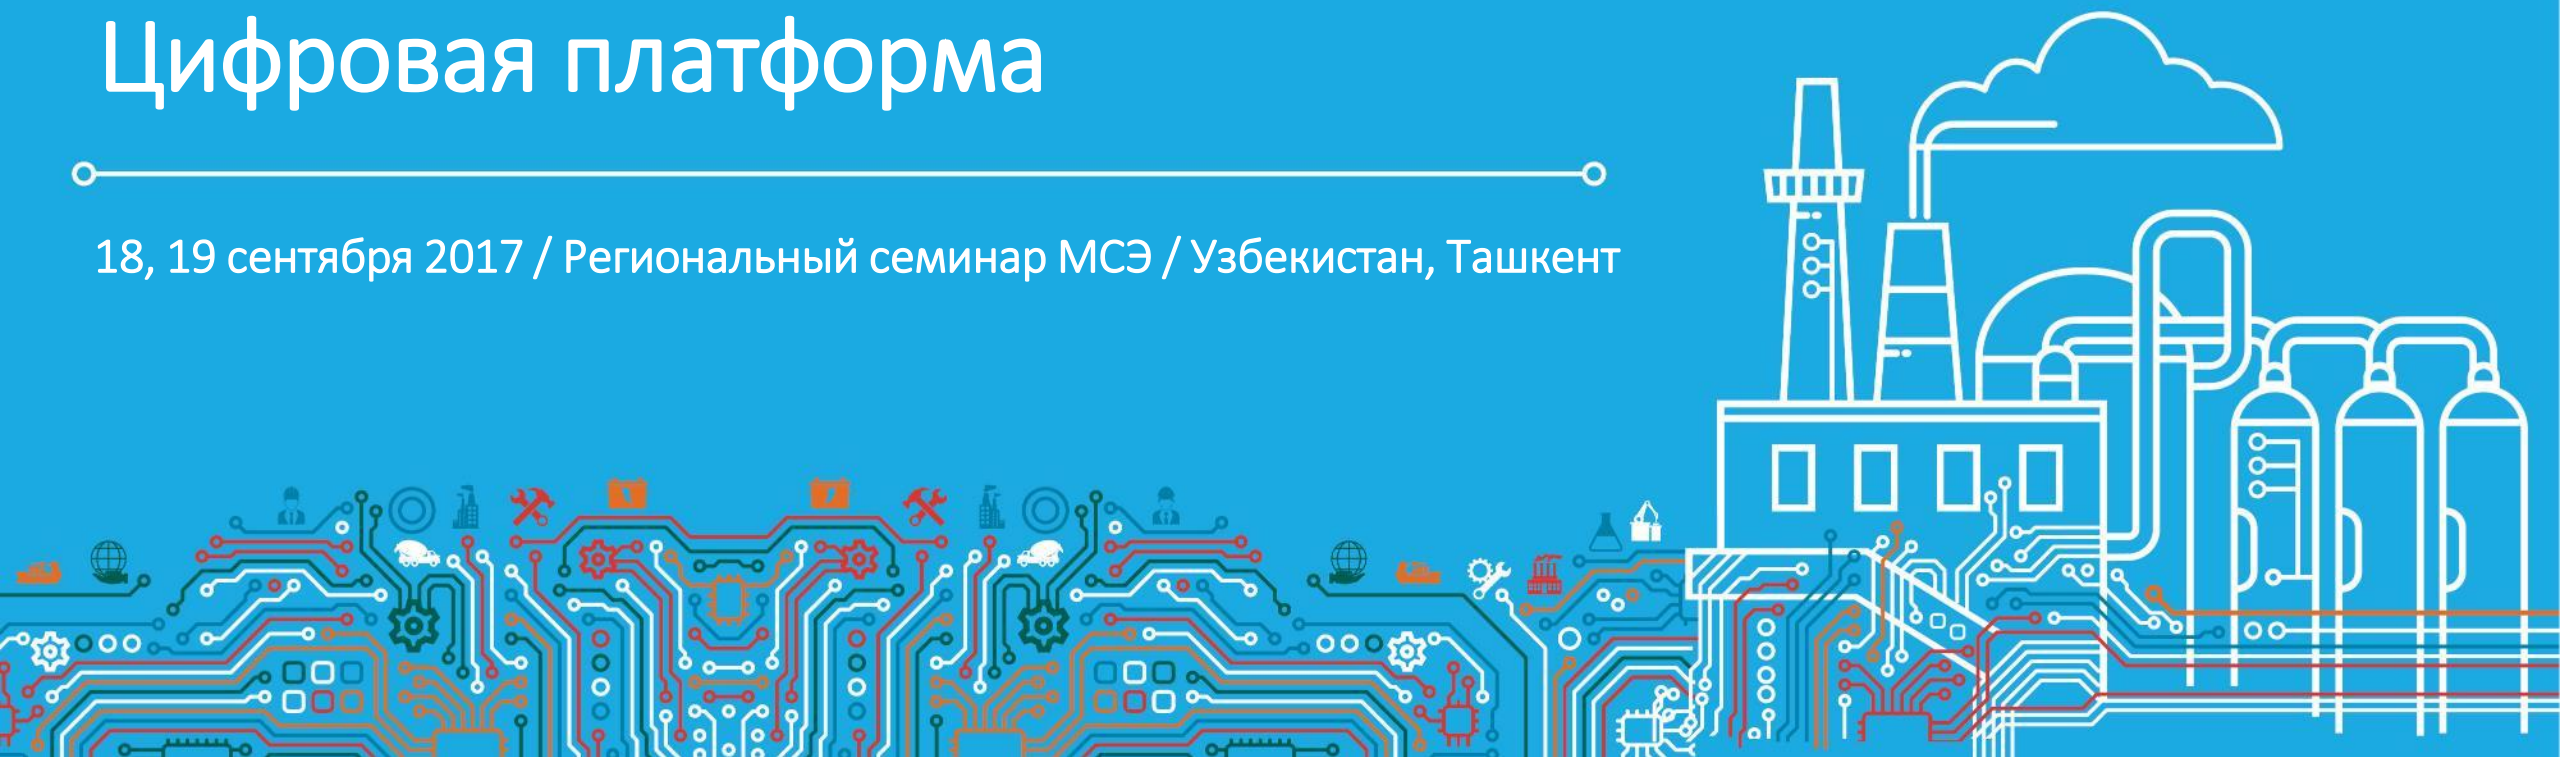 Цифровая платформа
18, 19 сентября 2017 / Региональный семинар МСЭ / Узбекистан, Ташкент